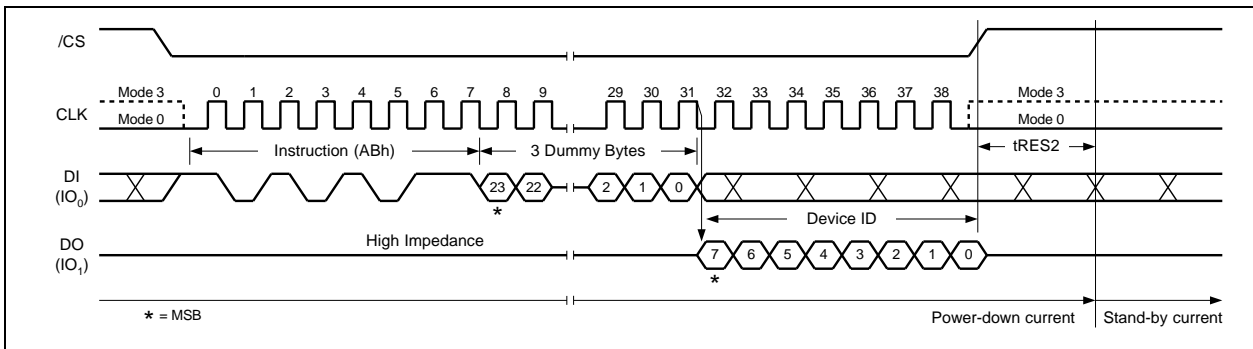 /CS
Mode 3
Mode 0
CLK
0 1 2 3 4 5 6 7 8 9 29 30 31 32 33 34 35 36 37 38
Mode 3
Mode 0
Instruction (ABh)
3 Dummy Bytes
tRES2
DI
(IO0)
23 22 2 1 0
*
Device ID
High Impedance
DO
(IO1)
7 6 5 4 3 2 1 0
*
* = MSB
Power-down current
Stand-by current